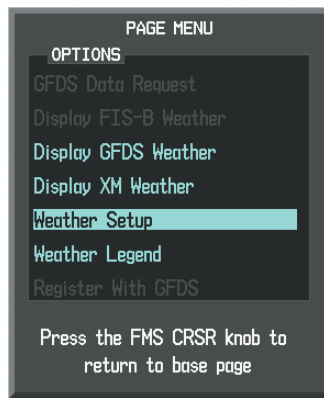 PAGE MENU
OPTIONS
GFDS Data Request
Display FIS-B Weather
Display GFDS Weather
Display XM Weather
Weather Setup
Weather Legend
Register With GFDS
Press the FMS CRSR knob to
return to base page